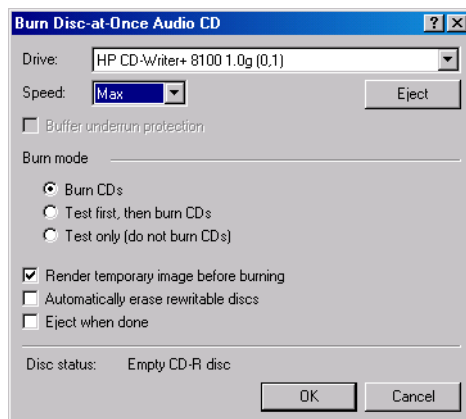 Burn Disc-at-Once Audio CD
Drive: HP CD-Writer+ 8100 1.0g (0,1)
Speed: Max Eject
Buffer underrun protection
Burn mode
Burn CDs
Test first, then burn CDs
Test only (do not burn CDs)
Render temporary image before burning
Automatically erase rewritable discs
Eject when done
Disc status: Empty CD-R disc
OK Cancel